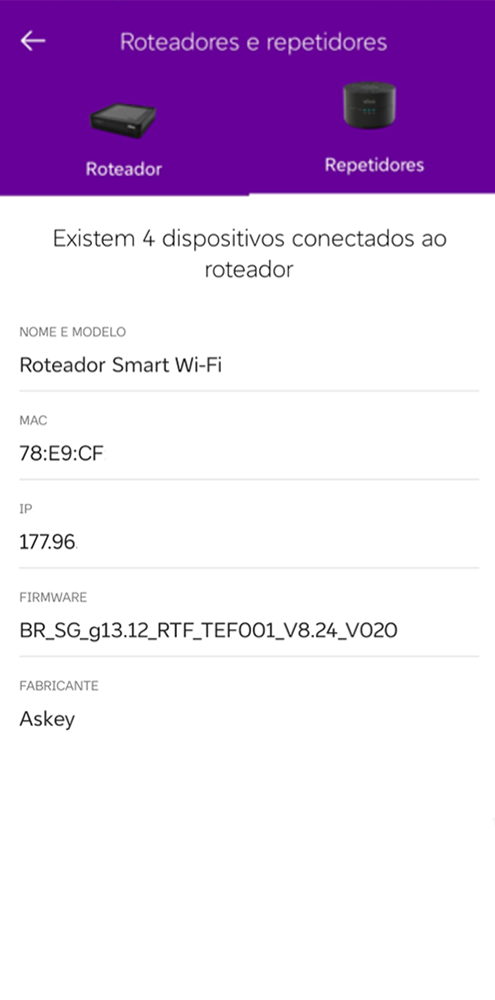 Roteadores e repetidores
Roteador
Repetidores
Existem 4 dispositivos conectados ao
roteador
NOME E MODELO
Roteador Smart Wi-Fi
MAC
78:E9:CF
IP
177.96.
FIRMWARE
BR_SG_g13.12_RTF_TEF001_V8.24_V020
FABRICANTE
Askey